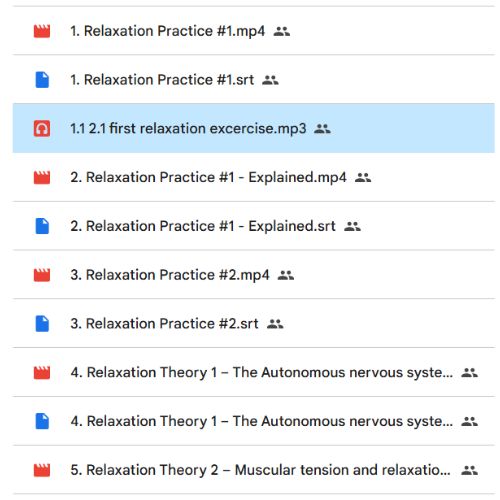 1. Relaxation Practice #1.mp4
1. Relaxation Practice #1.srt
1.1 2.1 first relaxation excercise.mp3
2. Relaxation Practice #1 - Explained.mp4
2. Relaxation Practice #1 - Explained.srt
3. Relaxation Practice #2.mp4
3. Relaxation Practice #2.srt
4. Relaxation Theory 1 – The Autonomous nervous syste...
4. Relaxation Theory 1 – The Autonomous nervous syste...
5. Relaxation Theory 2 – Muscular tension and relaxatio...